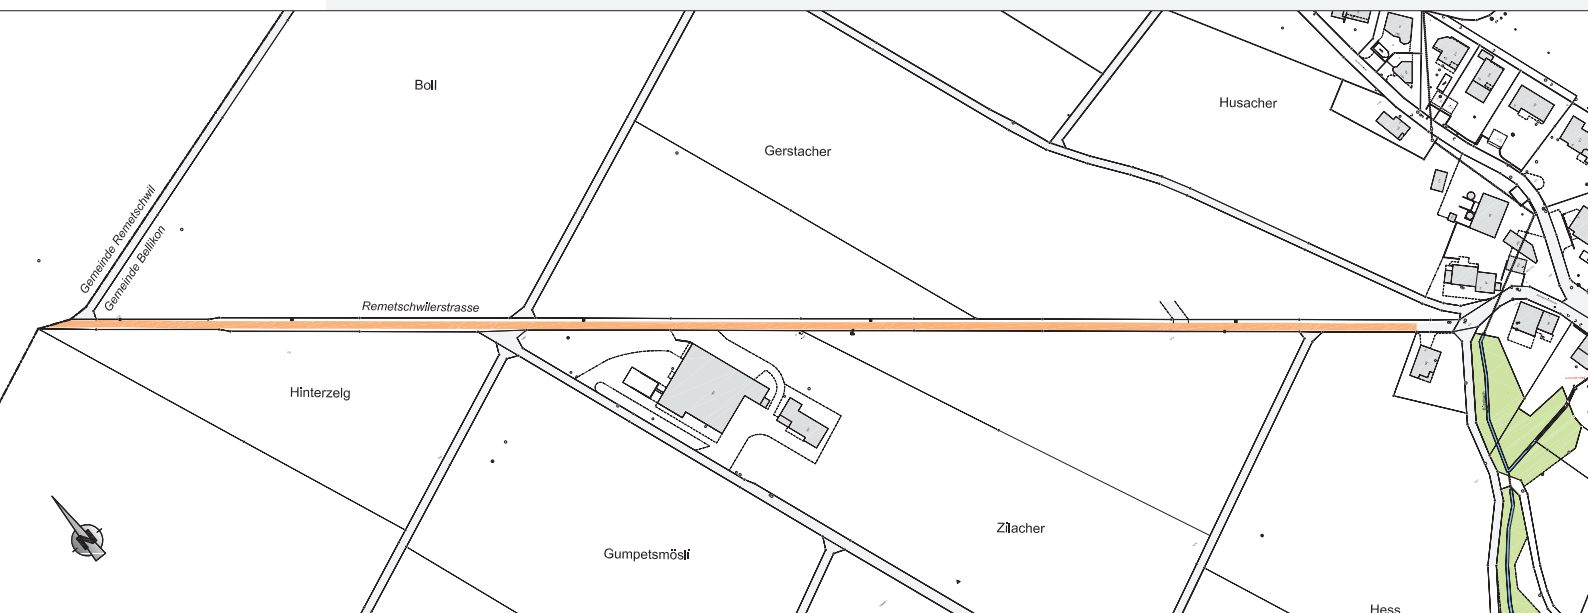 Boll
Husacher
Gerstacher
Gemeinde Remetschwil
Gemeinde Bellikon
Remetschwilerstrasse
Hinterzelg
Zilacher
Gumpetsmösli
Hess
N